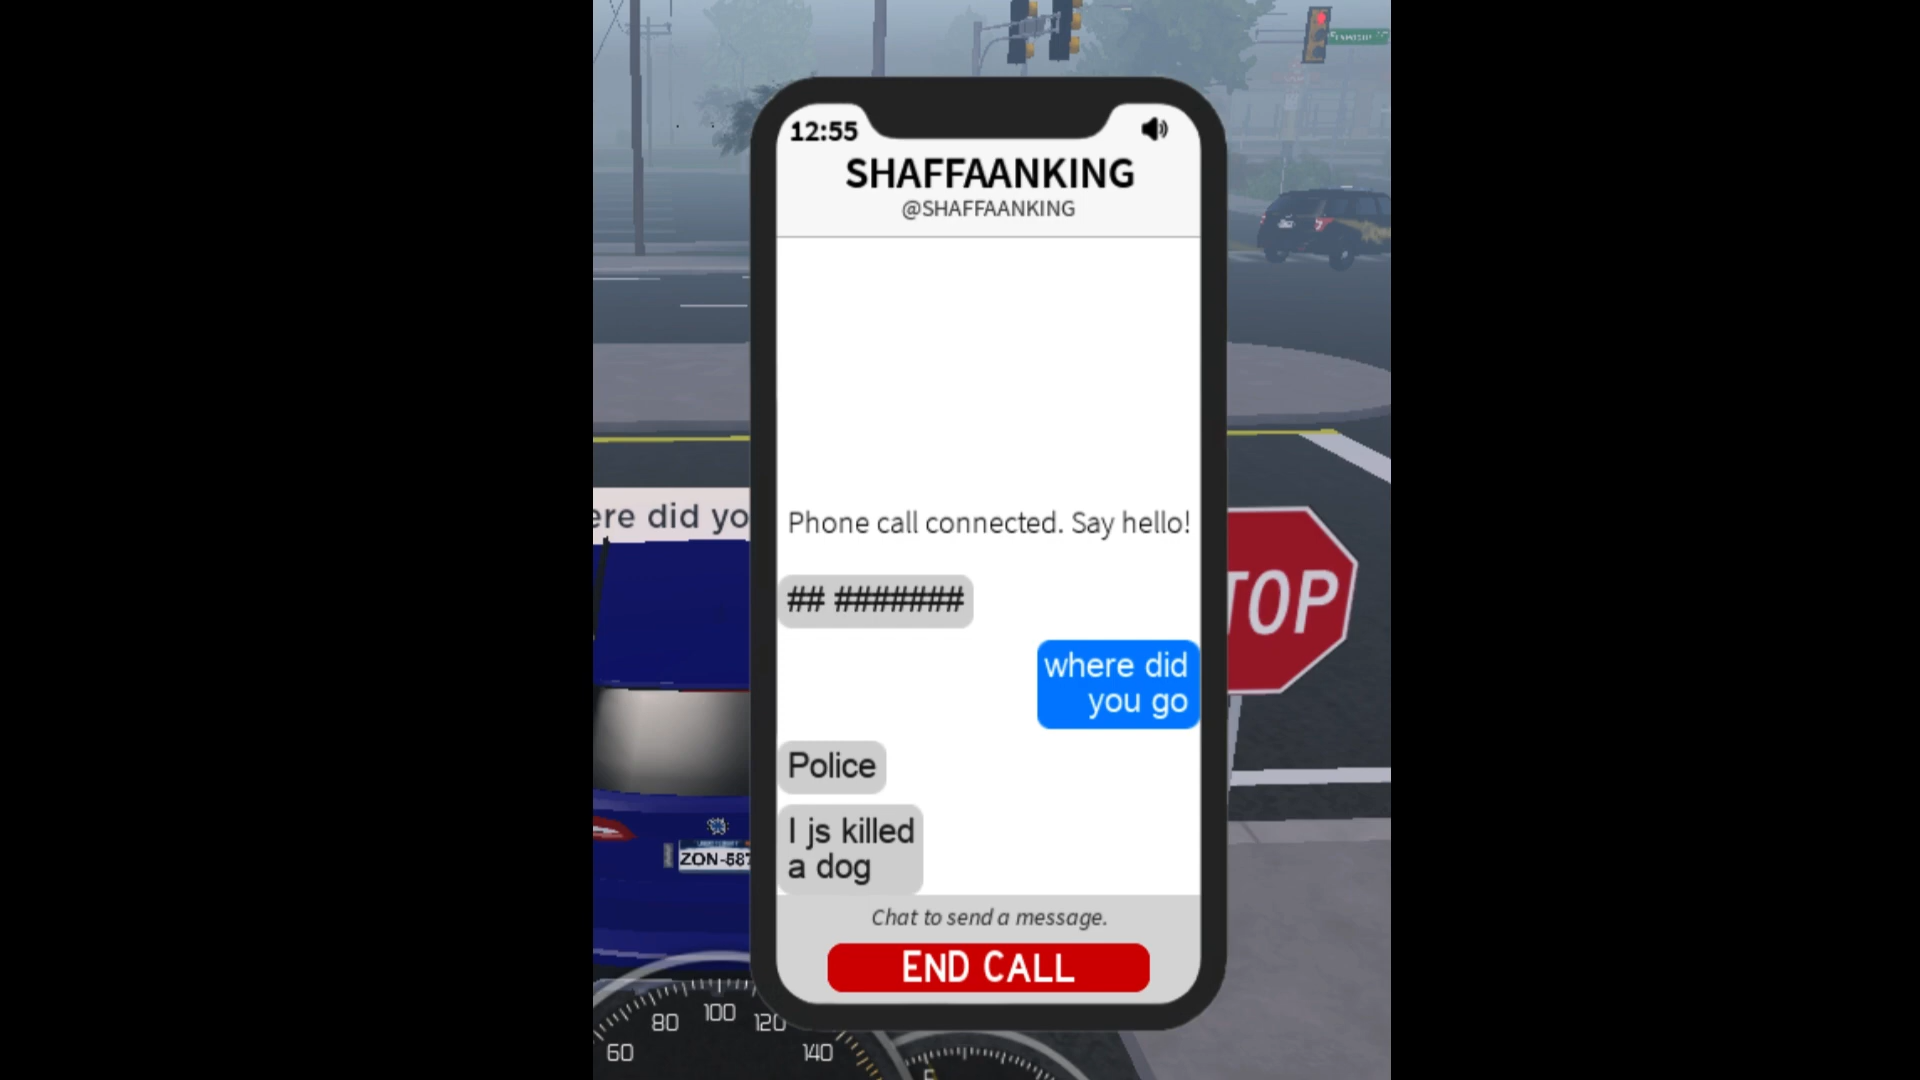 12:55
SHAFFAANKING
@SHAFFAANKING
Phone call connected. Say hello!
## #######
where did
you go
ere did yo
TOP
Police
I js killed
a dog
ZON-587
Chat to send a message.
END CALL
60
80
100
120
140